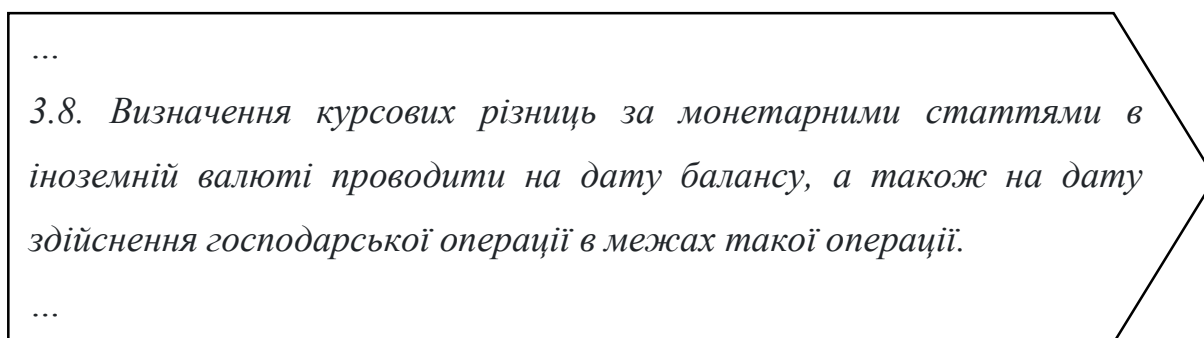 …
3.8. Визначення курсових різниць за монетарними статтями в
іноземній валюті проводити на дату балансу, а також на дату
здійснення господарської операції в межах такої операції.
…